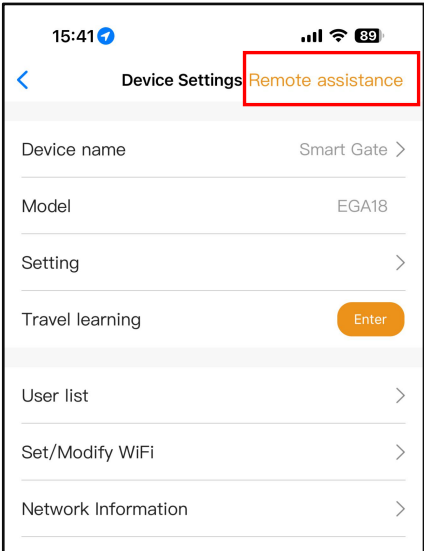 15:41 89
Device Settings Remote assistance
Device name Smart Gate
Model EGA18
Setting
Travel learning Enter
User list
Set/Modify WiFi
Network Information